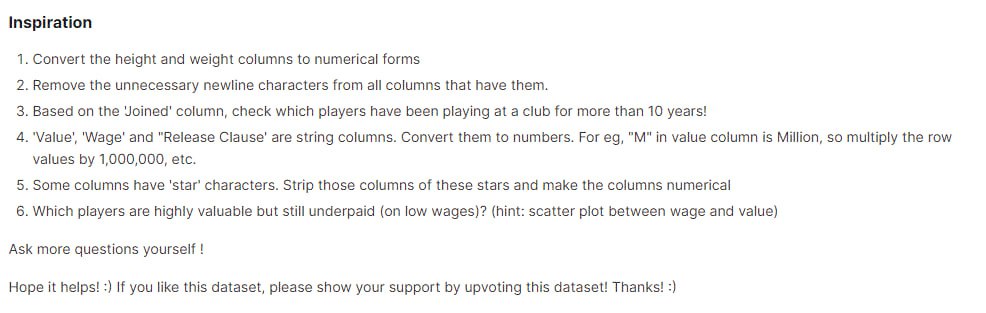 Inspiration
1. Convert the height and weight columns to numerical forms
2. Remove the unnecessary newline characters from all columns that have them.
3. Based on the 'Joined' column, check which players have been playing at a club for more than 10 years!
4. 'Value', 'Wage' and "Release Clause' are string columns. Convert them to numbers. For eg, "M" in value column is Million, so multiply the row
values by 1,000,000, etc.
5. Some columns have 'star' characters. Strip those columns of these stars and make the columns numerical
6. Which players are highly valuable but still underpaid (on low wages)? (hint: scatter plot between wage and value)
Ask more questions yourself !
Hope it helps! :) If you like this dataset, please show your support by upvoting this dataset! Thanks! :)